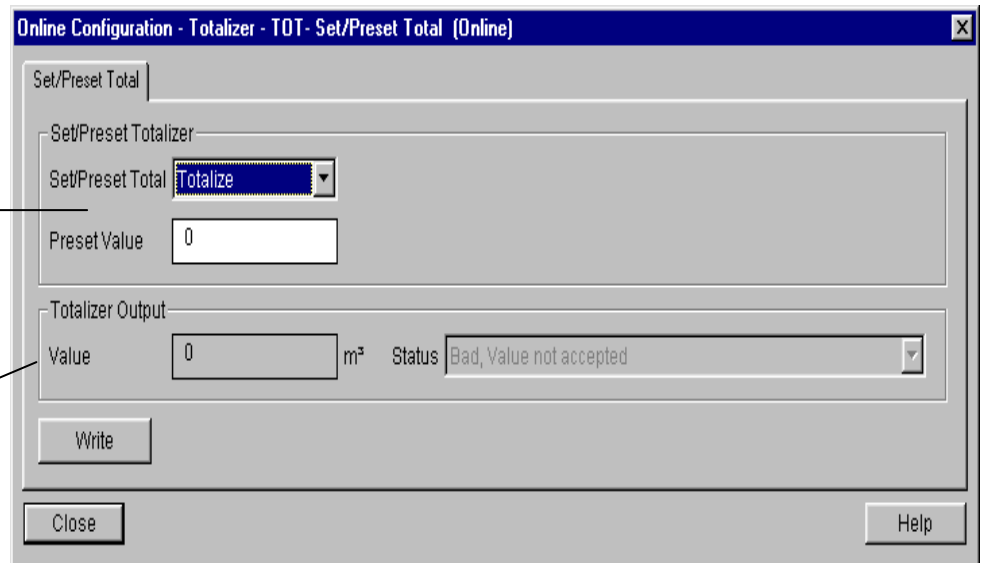 Online Configuration - Totalizer - TOT- Set/Preset Total (Online)
Set/Preset Total
Set/Preset Totalizer
Set/Preset Total Totalize
Preset Value 0
Totalizer Output
Value 0 m³ Status Bad, Value not accepted
Write
Close Help